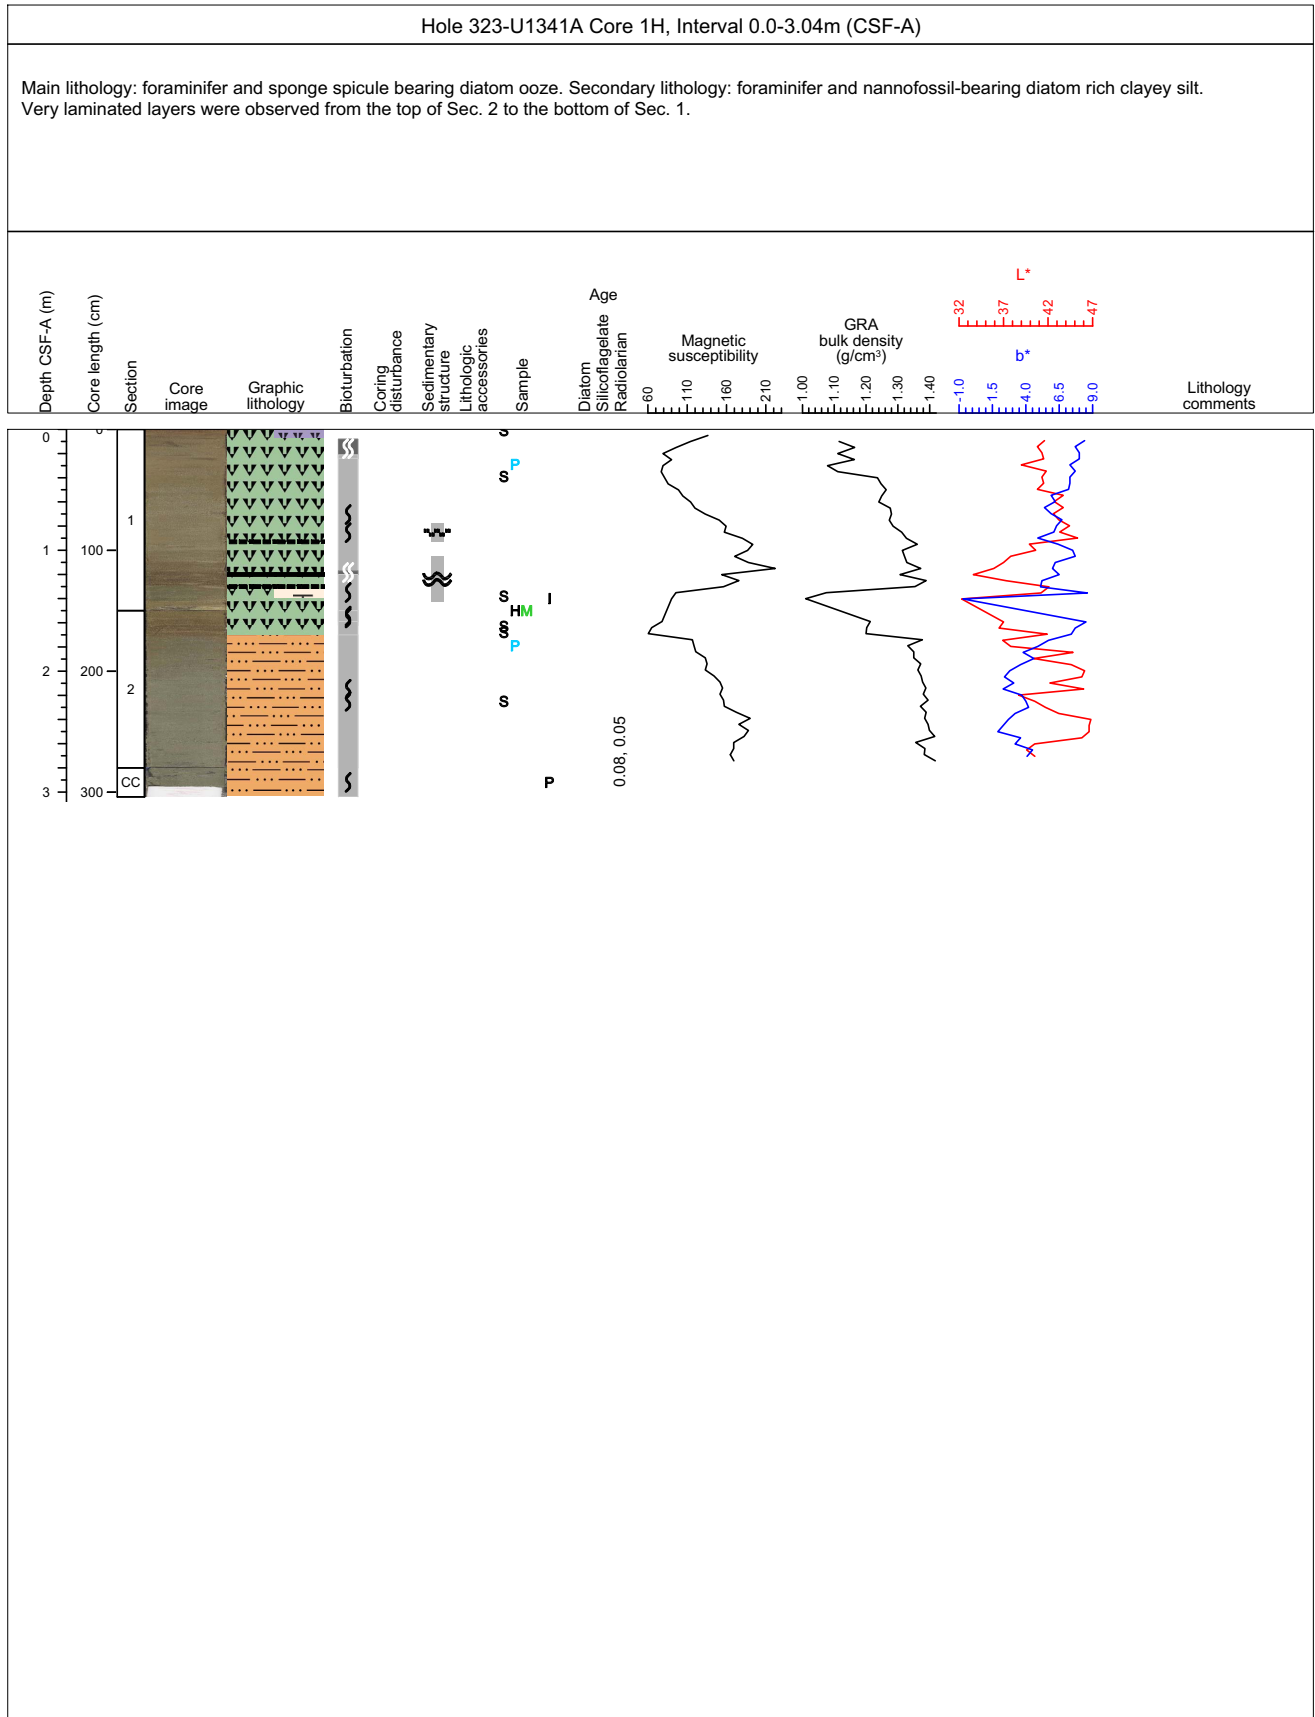 Hole 323-U1341A Core 1H, Interval 0.0-3.04m (CSF-A)
Main lithology: foraminifer and sponge spicule bearing diatom ooze. Secondary lithology: foraminifer and nannofossil-bearing diatom rich clayey silt.
Very laminated layers were observed from the top of Sec. 2 to the bottom of Sec. 1.
Depth CSF-A (m)
Core length (cm)
Section
Core
image
Graphic
lithology
Bioturbation
Coring
disturbance
Sedimentary
structure
Lithologic
accessories
Sample
Age
Diatom
Silicoflagelate
Radiolarian
Magnetic
susceptibility
60 110 160 210
GRA
bulk density
(g/cm³)
1.00 1.10 1.20 1.30 1.40
L*
32 37 42 47
b*
-1.0 1.5 4.0 6.5 9.0
Lithology
comments
0 0 S
P
S
1
1 100
S I
H M
S
S
S
P
2 200
2
S
0.08, 0.05
CC P
3 300